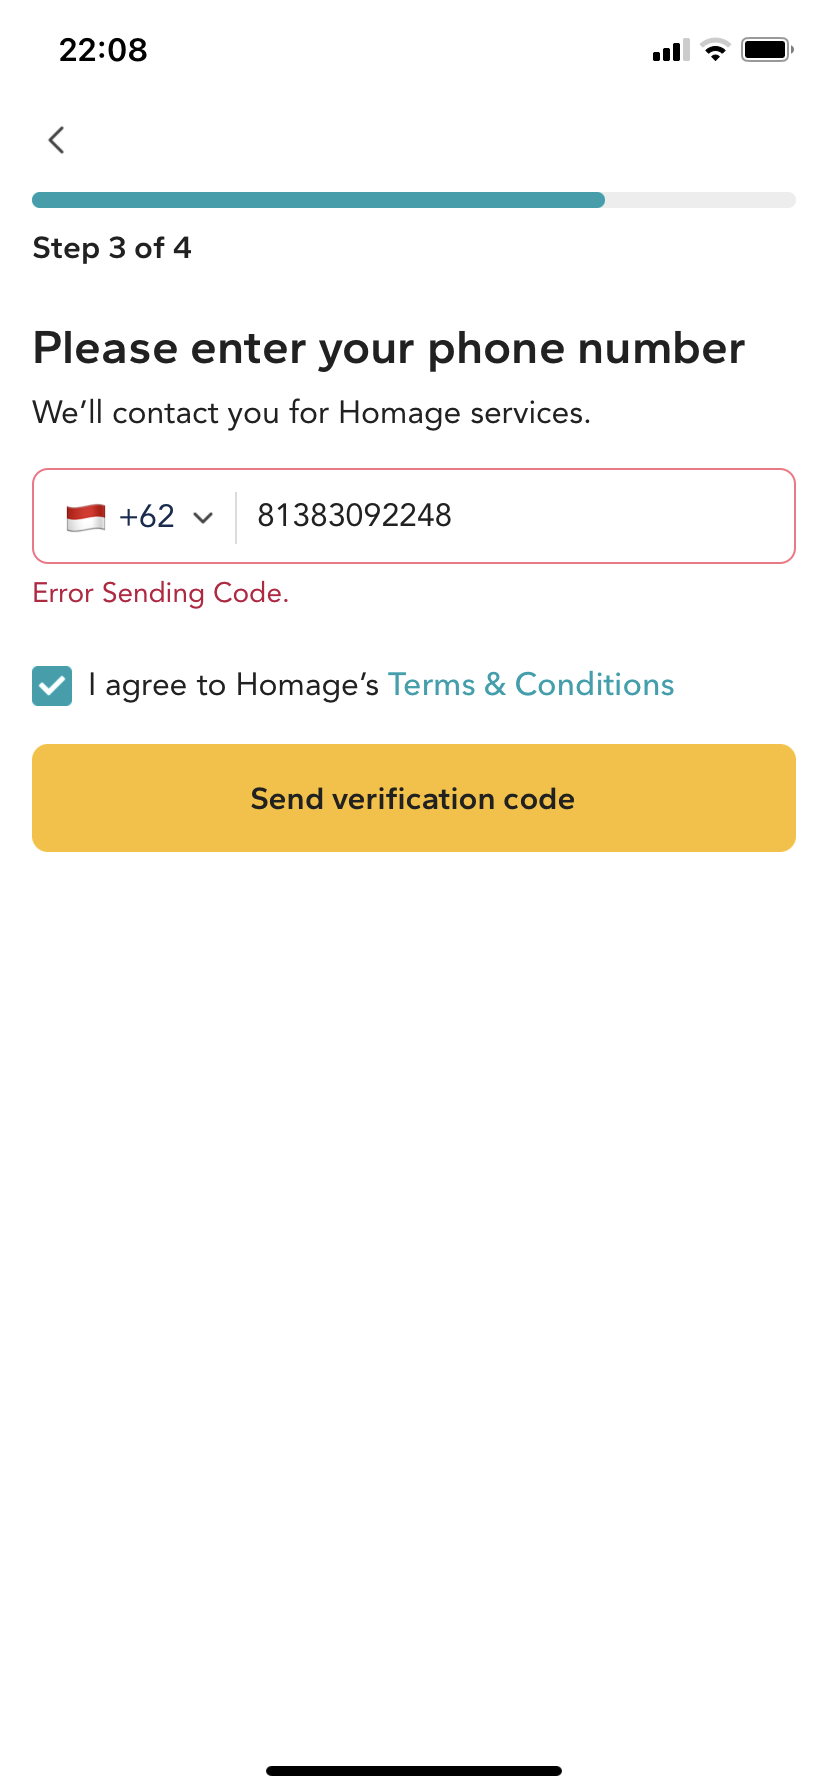 22:08
Step 3 of 4
Please enter your phone number
We’ll contact you for Homage services.
+62 81383092248
Error Sending Code.
I agree to Homage’s Terms & Conditions
Send verification code